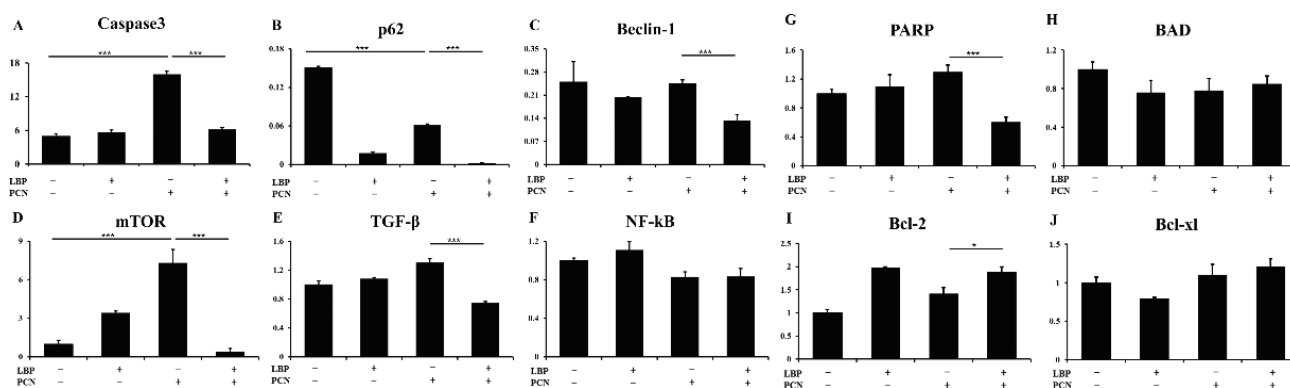 A Caspase3
***
***
18
12
6
0
LBP – + – +
PCN – – + +
B p62
***
***
0.18
0.12
0.06
0
– + – +
– – + +
C Beclin-1
***
0.35
0.28
0.21
0.14
0.07
0
LBP – + – +
PCN – – + +
G PARP
***
1.6
1.2
0.8
0.4
0
LBP – + – +
PCN – – + +
H BAD
1.2
0.8
0.4
0
LBP – + – +
PCN – – + +
D mTOR
***
***
9
6
3
0
LBP – + – +
PCN – – + +
E TGF-β
***
1.6
1.2
0.8
0.4
0
LBP – + – +
PCN – – + +
F NF-kB
1.2
0.8
0.4
0
LBP – + – +
PCN – – + +
I Bcl-2
*
2.5
2
1.5
1
0.5
0
LBP – + – +
PCN – – + +
J Bcl-xl
1.5
1
0.5
0
LBP – + – +
PCN – – + +